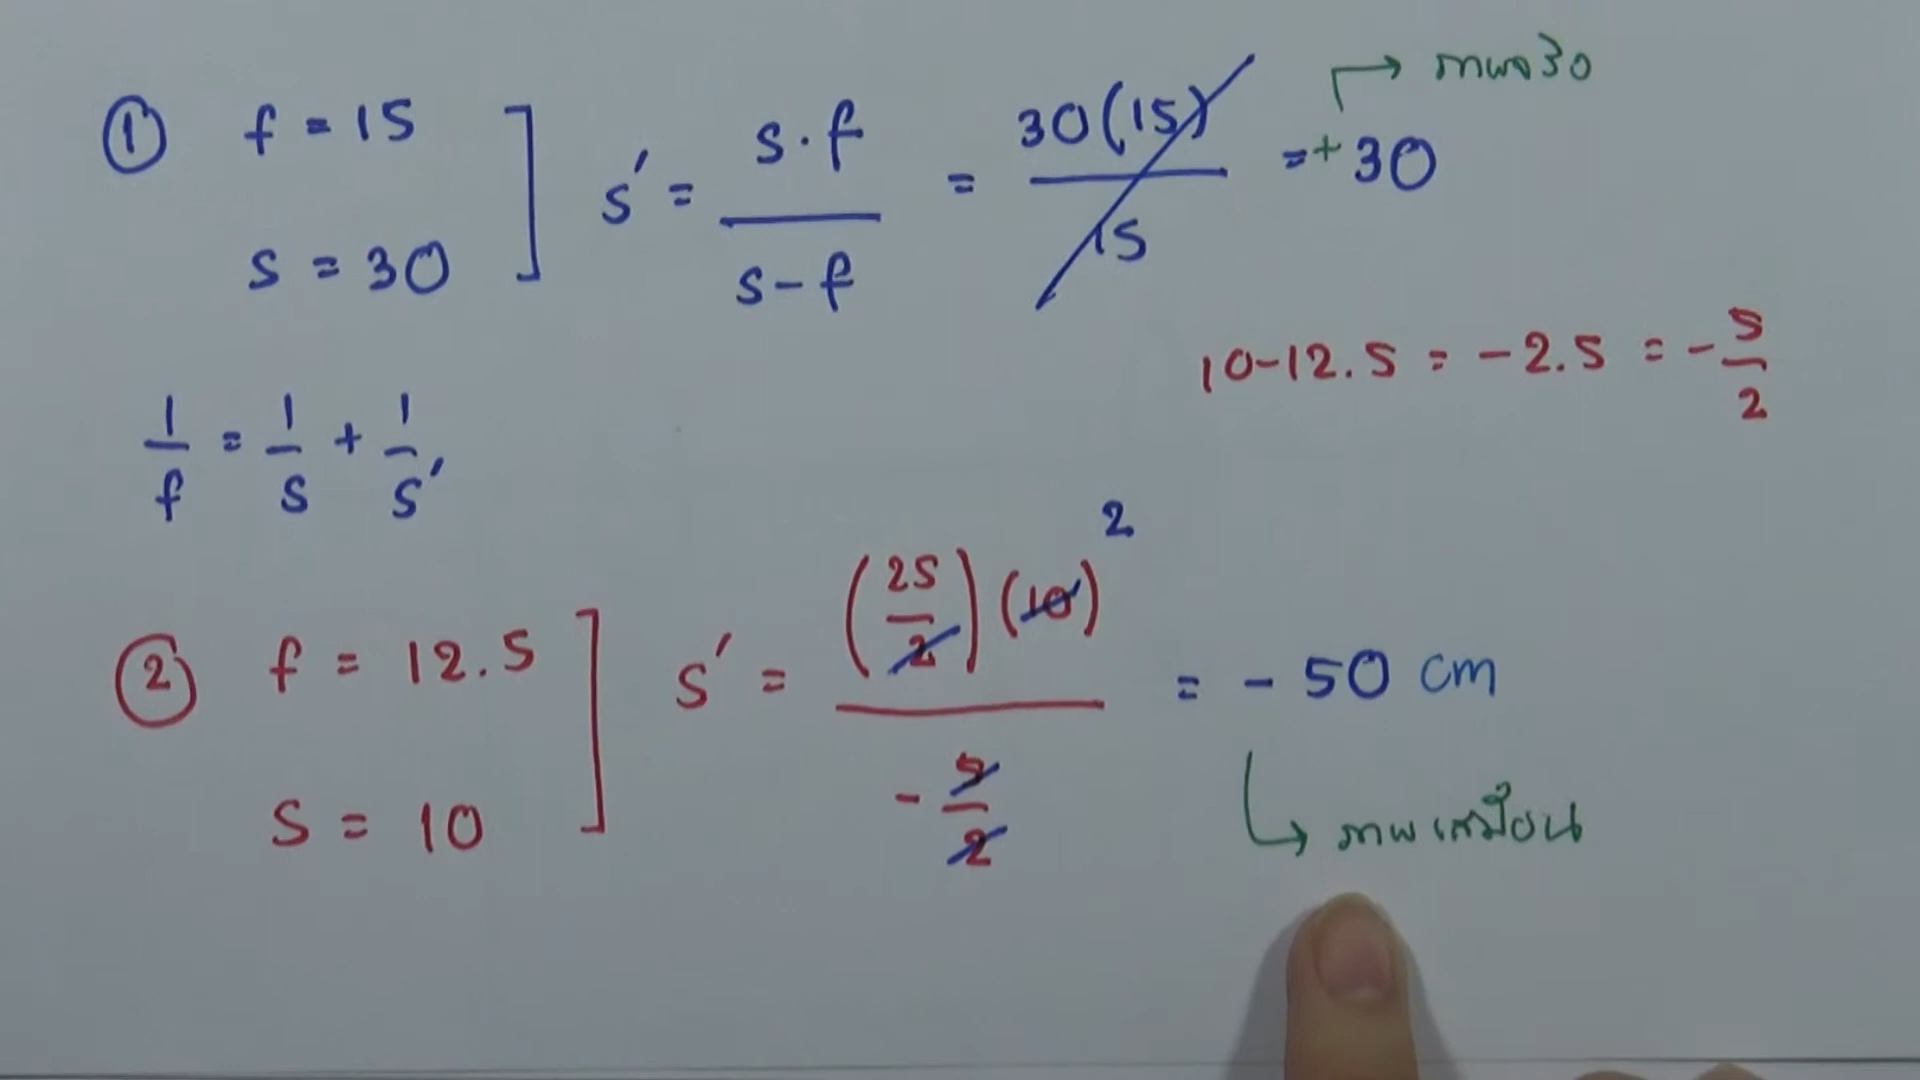 ① f = 15
s = 30
s' = s · f / s - f = 30(15) / 15 = +30
→ ภาพจริง
10 - 12.5 = -2.5 = -5/2
1/f = 1/s + 1/s'
② f = 12.5
s = 10
s' = (25/2)(10) 2 / -5/2 = -50 cm
→ ภาพเสมือน